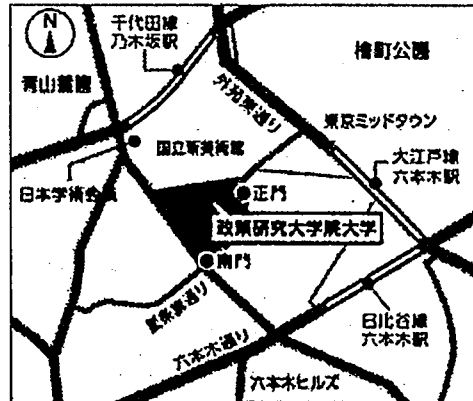 N
千代田線
乃木坂駅
檜町公園
青山霊園
外苑東通り
東京ミッドタウン
国立新美術館
大江戸線
六本木駅
日本学術会議
正門
政策研究大学院大学
南門
六本木通り
日比谷線
六本木駅
六本木ヒルズ